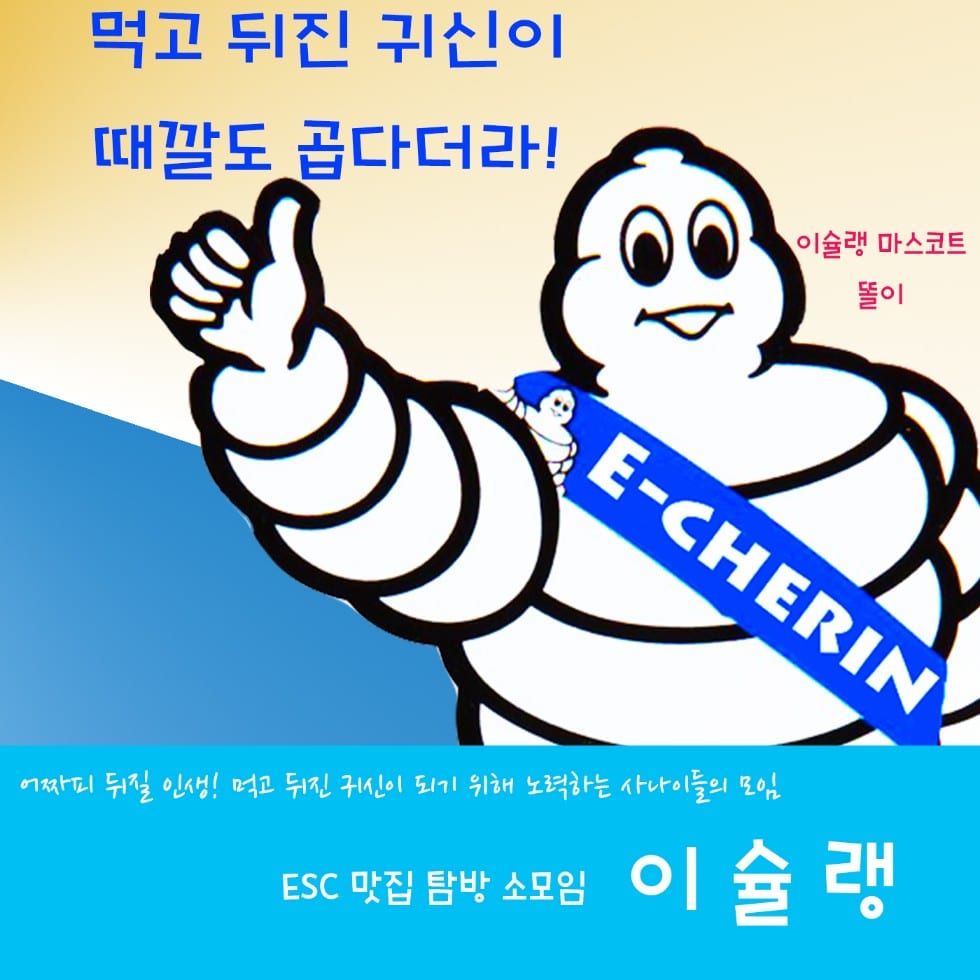 먹고 뒤진 귀신이
때깔도 곱다더라!
이슐랭 마스코트
똘이
E-CHERIN
어짜피 뒤질 인생! 먹고 뒤진 귀신이 되기 위해 노력하는 사나이들의 모임
ESC 맛집 탐방 소모임 이슐랭